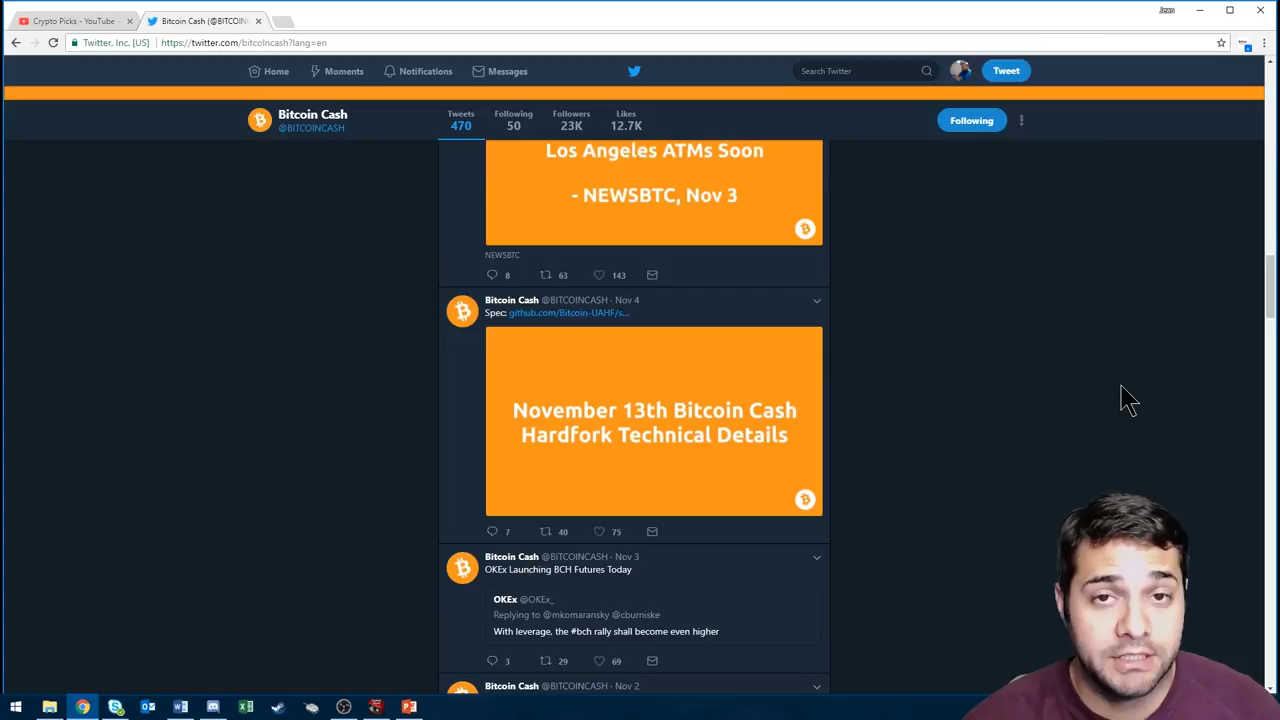 Crypto Picks - YouTube
Bitcoin Cash (@BITCOIN
Jean
Twitter, Inc. [US]
https://twitter.com/bitcoincash?lang=en
Home
Moments
Notifications
Messages
Search Twitter
Tweet
Bitcoin Cash
@BITCOINCASH
Tweets
470
Following
50
Followers
23K
Likes
12.7K
Following
Los Angeles ATMs Soon
- NEWSBTC, Nov 3
NEWSBTC
8 63 143
Bitcoin Cash @BITCOINCASH · Nov 4
Spec: github.com/Bitcoin-UAHF/s...
November 13th Bitcoin Cash
Hardfork Technical Details
7 40 75
Bitcoin Cash @BITCOINCASH · Nov 3
OKEx Launching BCH Futures Today
OKEx @OKEx_
Replying to @mkomaransky @cburniske
With leverage, the #bch rally shall become even higher
3 29 69
Bitcoin Cash @BITCOINCASH · Nov 2